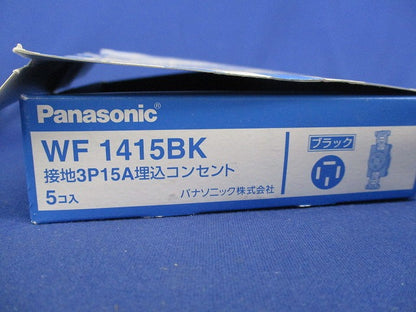 Panasonic®
WF 1415BK
接地3P15A埋込コンセント
5コ入
ブラック
パナソニック株式会社